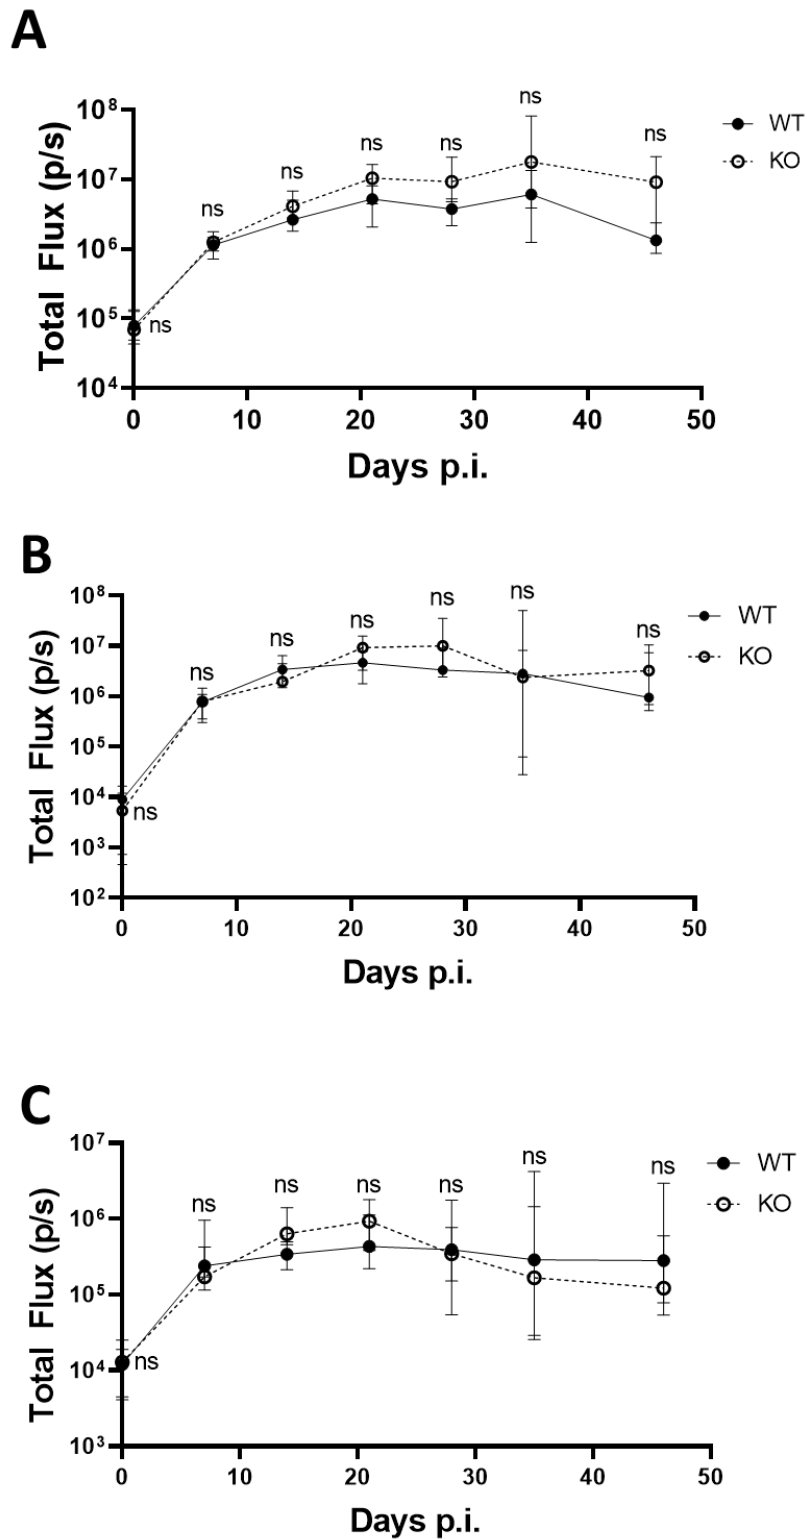 A
Total Flux (p/s)
10⁸
10⁷
10⁶
10⁵
10⁴
ns
ns
ns
ns
ns
ns
ns
WT
KO
0 10 20 30 40 50
Days p.i.
B
Total Flux (p/s)
10⁸
10⁷
10⁶
10⁵
10⁴
10³
10²
ns
ns
ns
ns
ns
ns
ns
WT
KO
0 10 20 30 40 50
Days p.i.
C
Total Flux (p/s)
10⁷
10⁶
10⁵
10⁴
10³
ns
ns
ns
ns
ns
ns
ns
WT
KO
0 10 20 30 40 50
Days p.i.